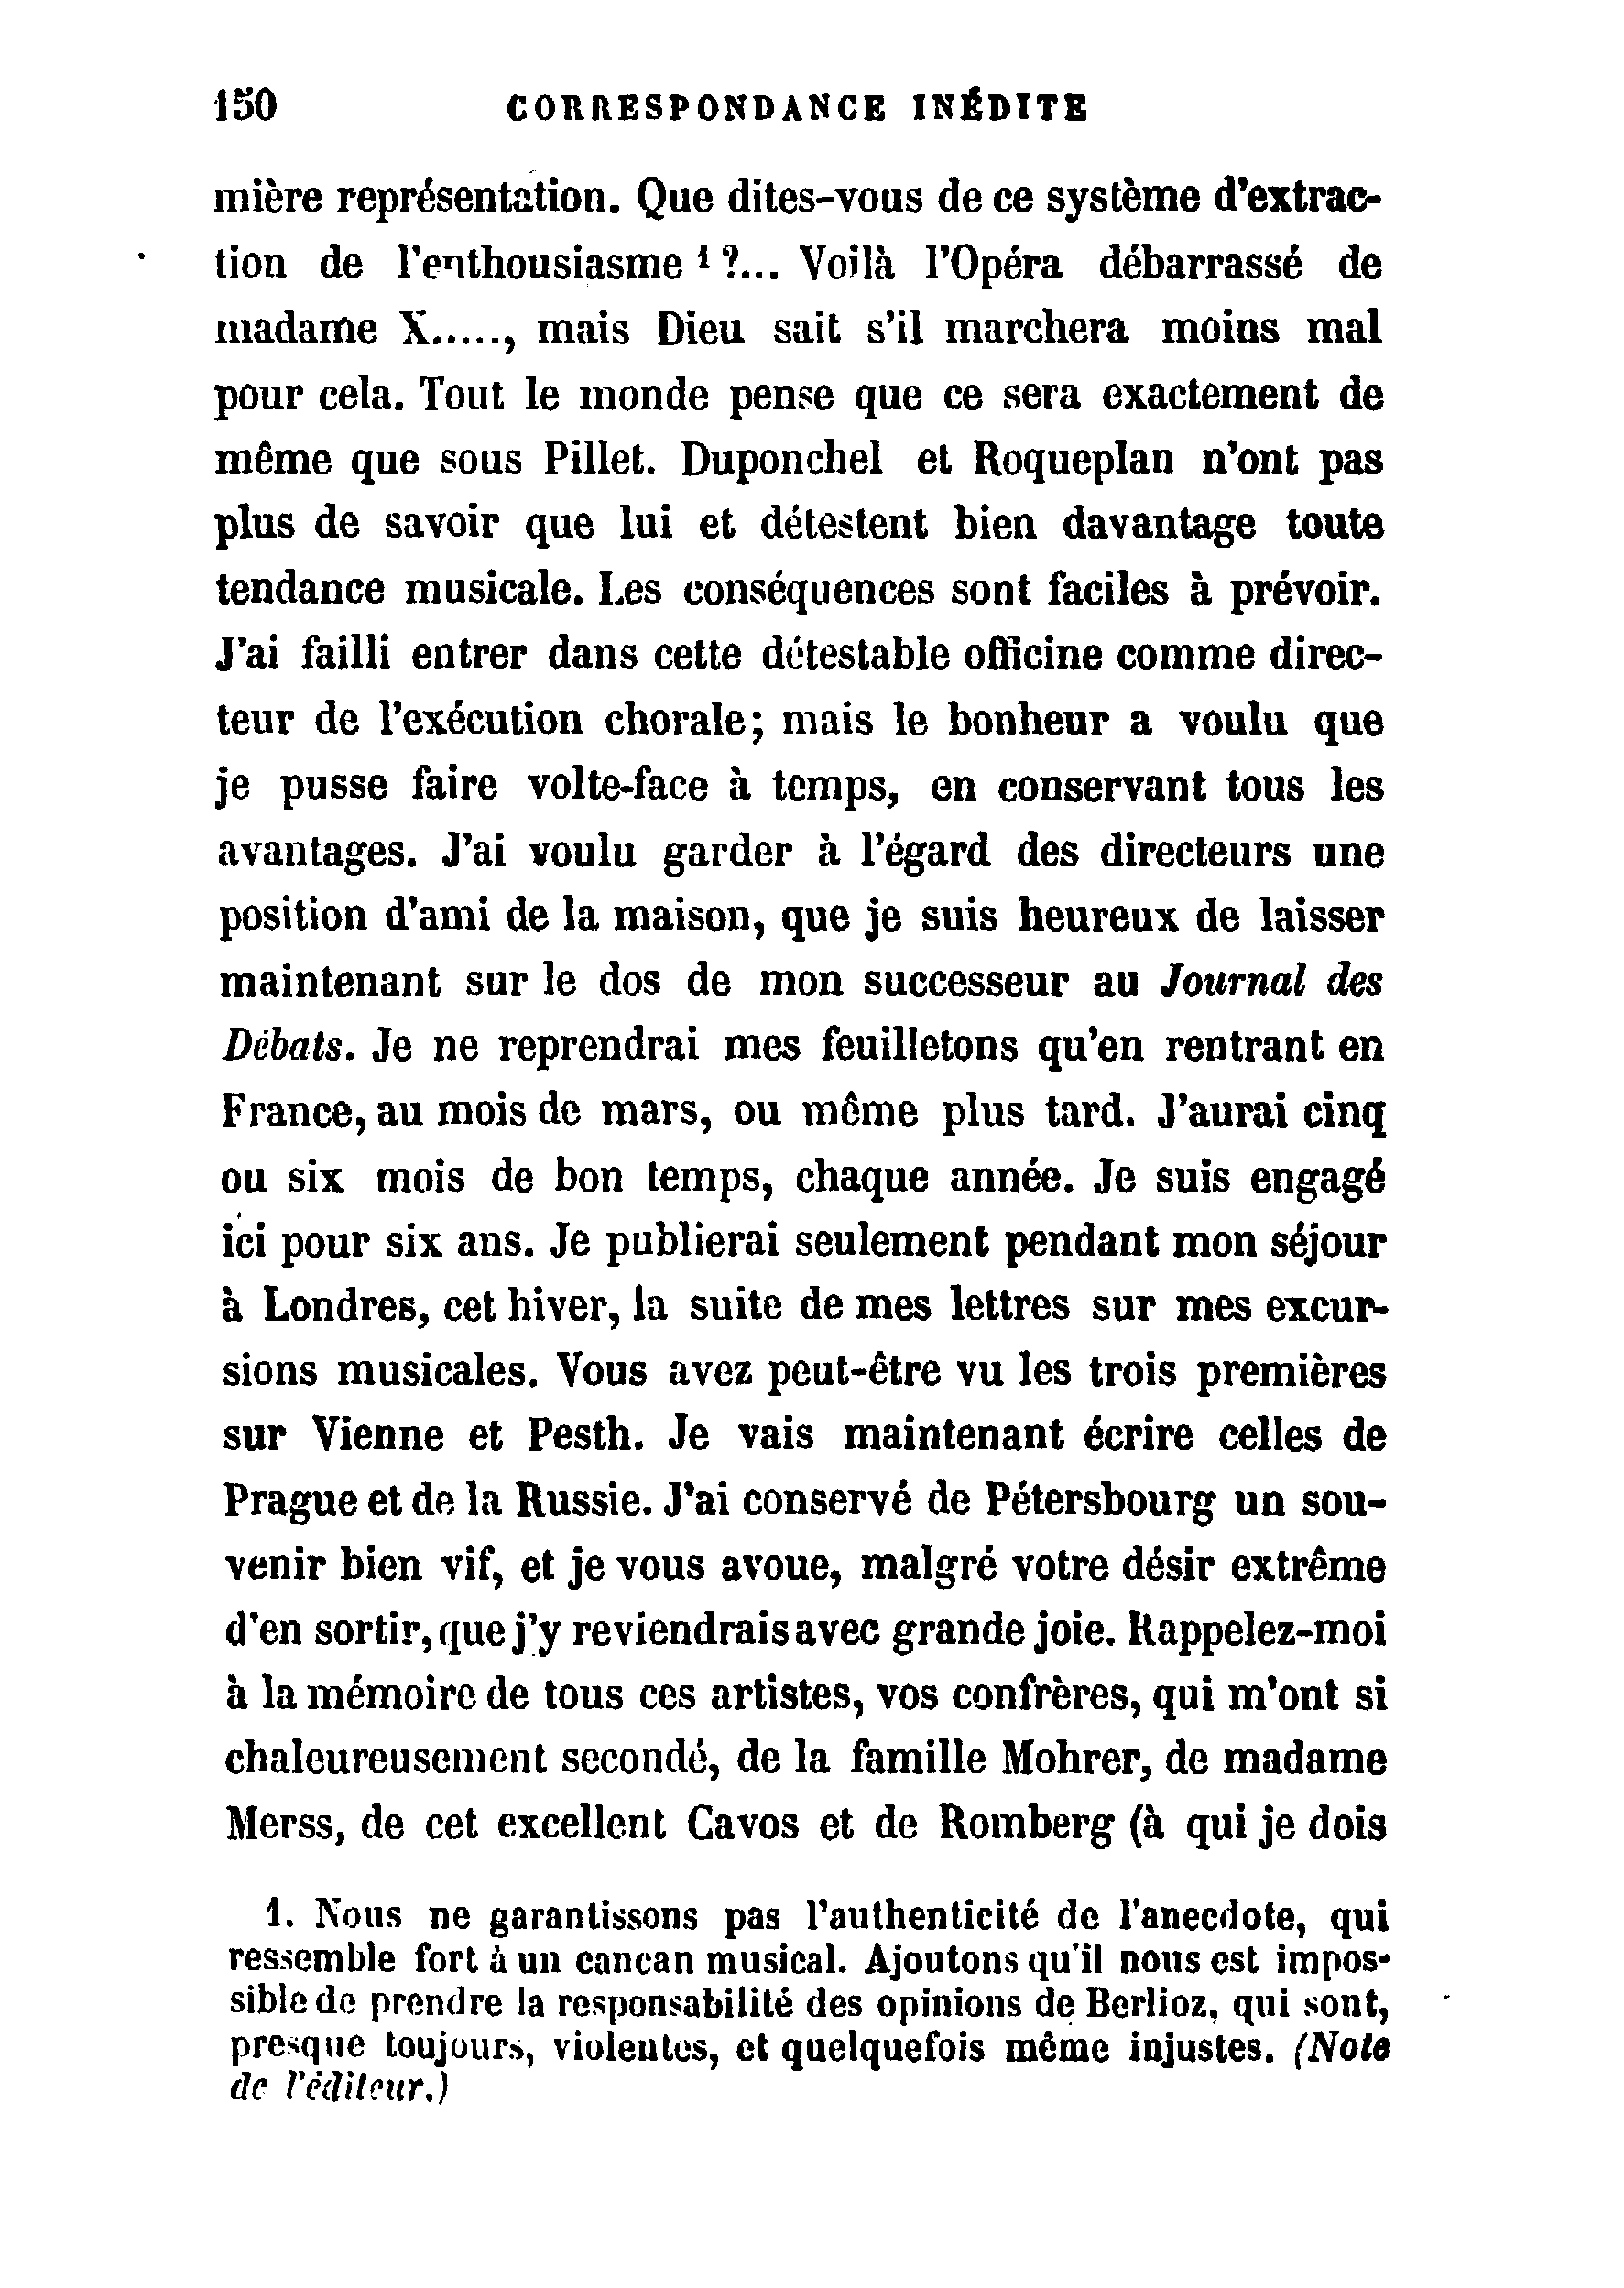 150 CORRESPONDANCE INÉDITE
mière représentation. Que dites-vous de ce système d'extrac-
tion de l'enthousiasme ¹ ?... Voilà l'Opéra débarrassé de
madame X....., mais Dieu sait s'il marchera moins mal
pour cela. Tout le monde pense que ce sera exactement de
même que sous Pillet. Duponchel et Roqueplan n'ont pas
plus de savoir que lui et détestent bien davantage toute
tendance musicale. Les conséquences sont faciles à prévoir.
J'ai failli entrer dans cette détestable officine comme direc-
teur de l'exécution chorale; mais le bonheur a voulu que
je pusse faire volte-face à temps, en conservant tous les
avantages. J'ai voulu garder à l'égard des directeurs une
position d'ami de la maison, que je suis heureux de laisser
maintenant sur le dos de mon successeur au Journal des
Débats. Je ne reprendrai mes feuilletons qu'en rentrant en
France, au mois de mars, ou même plus tard. J'aurai cinq
ou six mois de bon temps, chaque année. Je suis engagé
ici pour six ans. Je publierai seulement pendant mon séjour
à Londres, cet hiver, la suite de mes lettres sur mes excur-
sions musicales. Vous avez peut-être vu les trois premières
sur Vienne et Pesth. Je vais maintenant écrire celles de
Prague et de la Russie. J'ai conservé de Pétersbourg un sou-
venir bien vif, et je vous avoue, malgré votre désir extrême
d'en sortir, que j'y reviendrais avec grande joie. Rappelez-moi
à la mémoire de tous ces artistes, vos confrères, qui m'ont si
chaleureusement secondé, de la famille Mohrer, de madame
Merss, de cet excellent Cavos et de Romberg (à qui je dois
1. Nous ne garantissons pas l'authenticité de l'anecdote, qui
ressemble fort à un cancan musical. Ajoutons qu'il nous est impos-
sible de prendre la responsabilité des opinions de Berlioz, qui sont,
presque toujours, violentes, et quelquefois même injustes. (Note
de l'éditeur.)